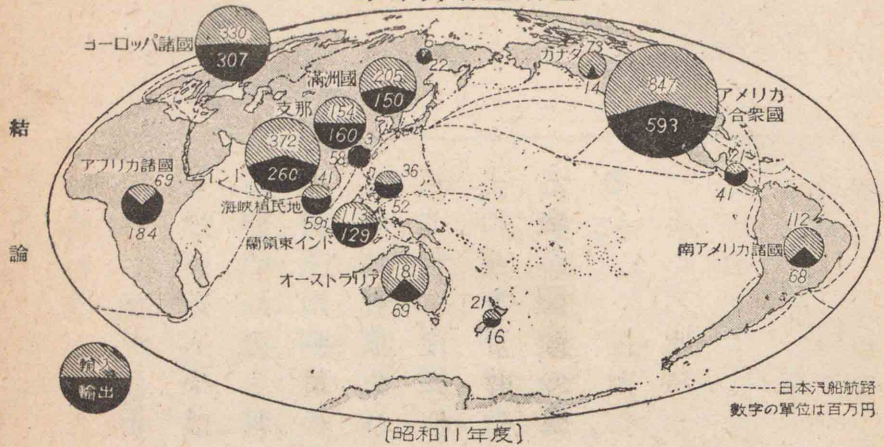 結論
ヨーロッパ諸國
330
307
滿洲國
205
150
6
22
カナダ
73
14
アメリカ合衆國
847
593
支那
154
160
3
58
インド
372
260
アフリカ諸國
69
184
海峽植民地
41
59
36
52
蘭領東インド
129
オーストラリア
181
69
21
16
21
41
南アメリカ諸國
112
68
輸入
輸出
日本汽船航路
數字の單位は百万円
〔昭和11年度〕